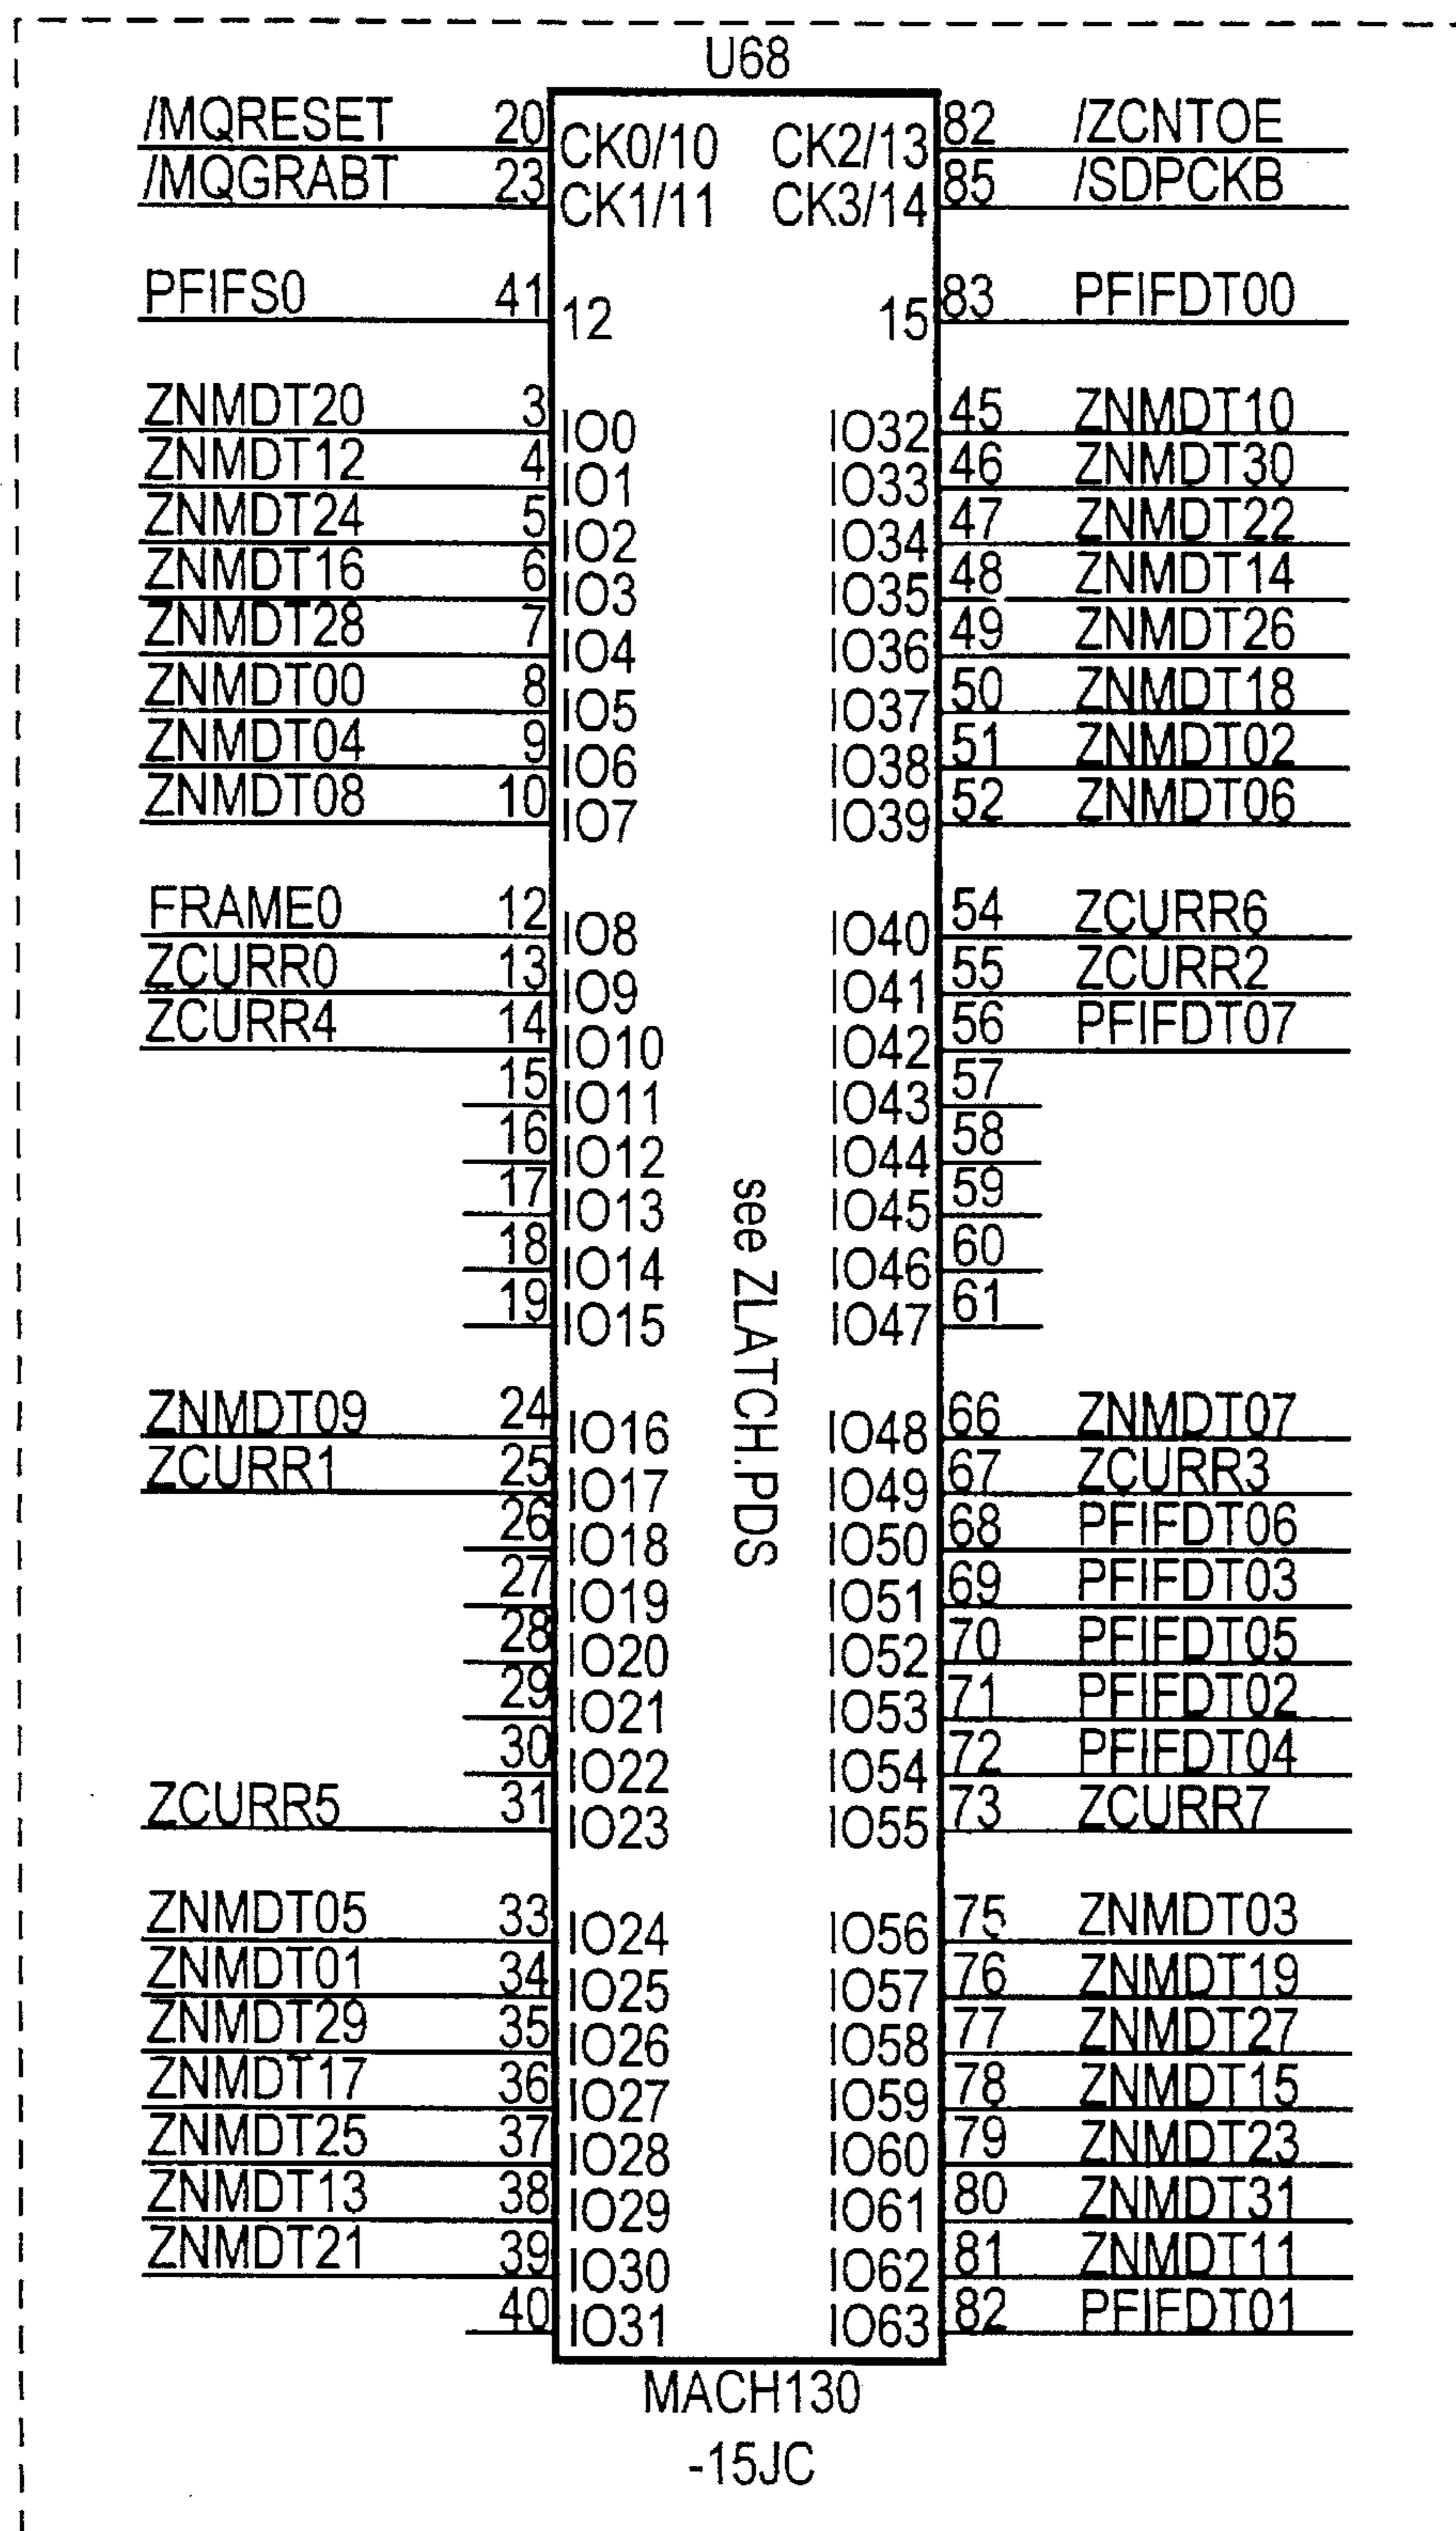 U68
/MQRESET 20 CK0/10 CK2/13 82 /ZCNTOE
/MQGRABT 23 CK1/11 CK3/14 85 /SDPCKB
PFIFS0 41 12 15 83 PFIFDT00
ZNMDT20 3 IO0 IO32 45 ZNMDT10
ZNMDT12 4 IO1 IO33 46 ZNMDT30
ZNMDT24 5 IO2 IO34 47 ZNMDT22
ZNMDT16 6 IO3 IO35 48 ZNMDT14
ZNMDT28 7 IO4 IO36 49 ZNMDT26
ZNMDT00 8 IO5 IO37 50 ZNMDT18
ZNMDT04 9 IO6 IO38 51 ZNMDT02
ZNMDT08 10 IO7 IO39 52 ZNMDT06
FRAME0 12 IO8 IO40 54 ZCURR6
ZCURR0 13 IO9 IO41 55 ZCURR2
ZCURR4 14 IO10 IO42 56 PFIFDT07
15 IO11 IO43 57
16 IO12 IO44 58
17 IO13 IO45 59
18 IO14 IO46 60
19 IO15 IO47 61
see ZLATCH.PDS
ZNMDT09 24 IO16 IO48 66 ZNMDT07
ZCURR1 25 IO17 IO49 67 ZCURR3
26 IO18 IO50 68 PFIFDT06
27 IO19 IO51 69 PFIFDT03
28 IO20 IO52 70 PFIFDT05
29 IO21 IO53 71 PFIFDT02
30 IO22 IO54 72 PFIFDT04
ZCURR5 31 IO23 IO55 73 ZCURR7
ZNMDT05 33 IO24 IO56 75 ZNMDT03
ZNMDT01 34 IO25 IO57 76 ZNMDT19
ZNMDT29 35 IO26 IO58 77 ZNMDT27
ZNMDT17 36 IO27 IO59 78 ZNMDT15
ZNMDT25 37 IO28 IO60 79 ZNMDT23
ZNMDT13 38 IO29 IO61 80 ZNMDT31
ZNMDT21 39 IO30 IO62 81 ZNMDT11
40 IO31 IO63 82 PFIFDT01
MACH130
-15JC